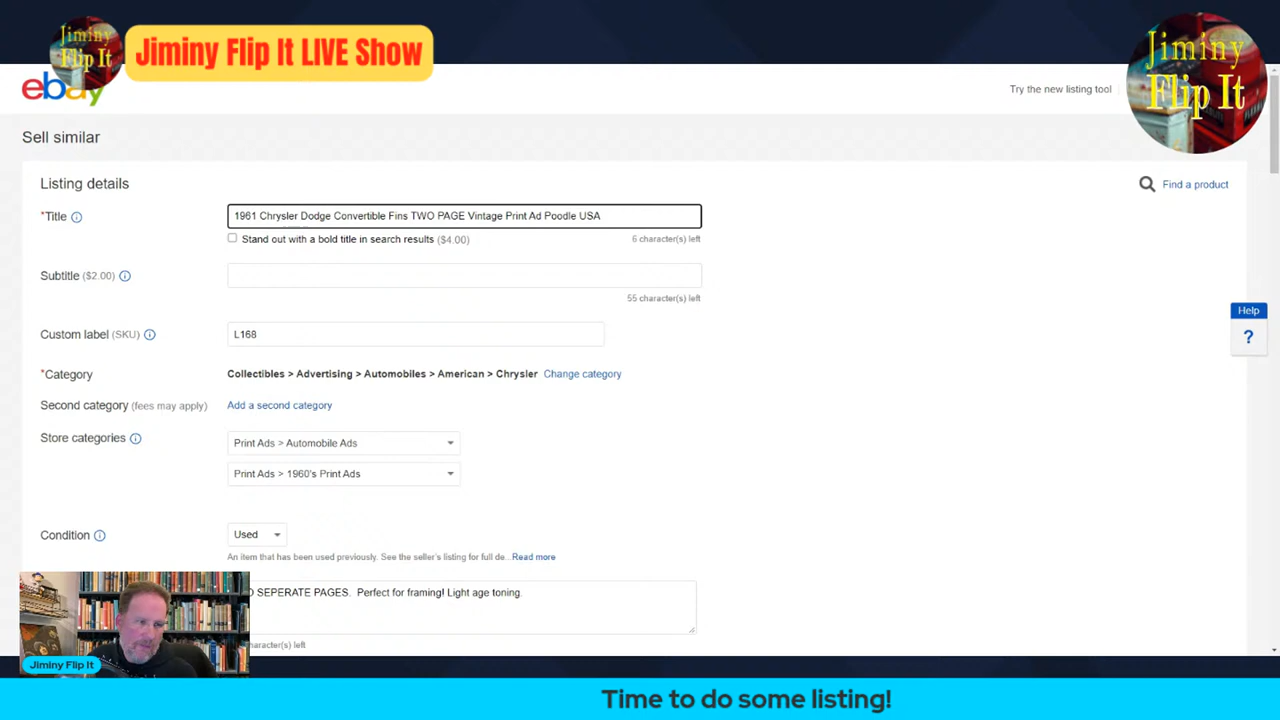 Jiminy
Flip It
Jiminy Flip It LIVE Show
Jiminy
Flip It
ebay
Try the new listing tool
Sell similar
Listing details
Find a product
*Title
1961 Chrysler Dodge Convertible Fins TWO PAGE Vintage Print Ad Poodle USA
Stand out with a bold title in search results ($4.00)
6 character(s) left
Subtitle ($2.00)
55 character(s) left
Help
?
Custom label (SKU)
L168
*Category
Collectibles > Advertising > Automobiles > American > Chrysler Change category
Second category (fees may apply)
Add a second category
Store categories
Print Ads > Automobile Ads
Print Ads > 1960's Print Ads
Condition
Used
An item that has been used previously. See the seller's listing for full de... Read more
SEPERATE PAGES. Perfect for framing! Light age toning.
left
Jiminy Flip It
Time to do some listing!